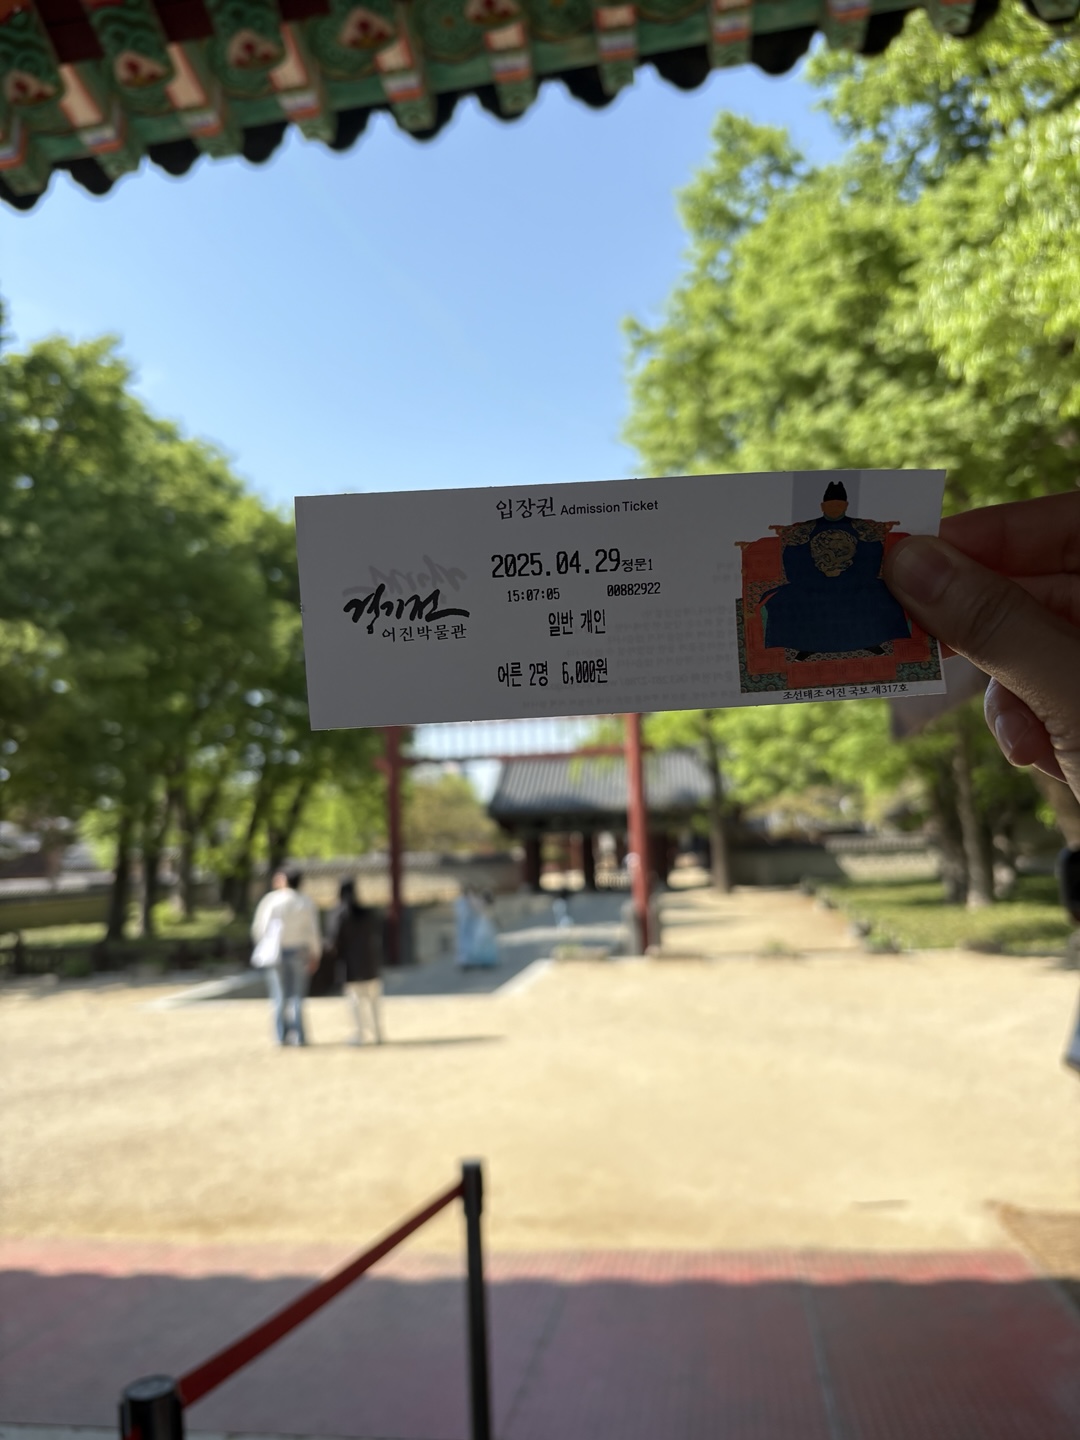 입장권 Admission Ticket
2025.04.29정문1
15:07:05 00882922
경기전
어진박물관
일반 개인
어른 2명 6,000원
조선태조 어진 국보 제317호